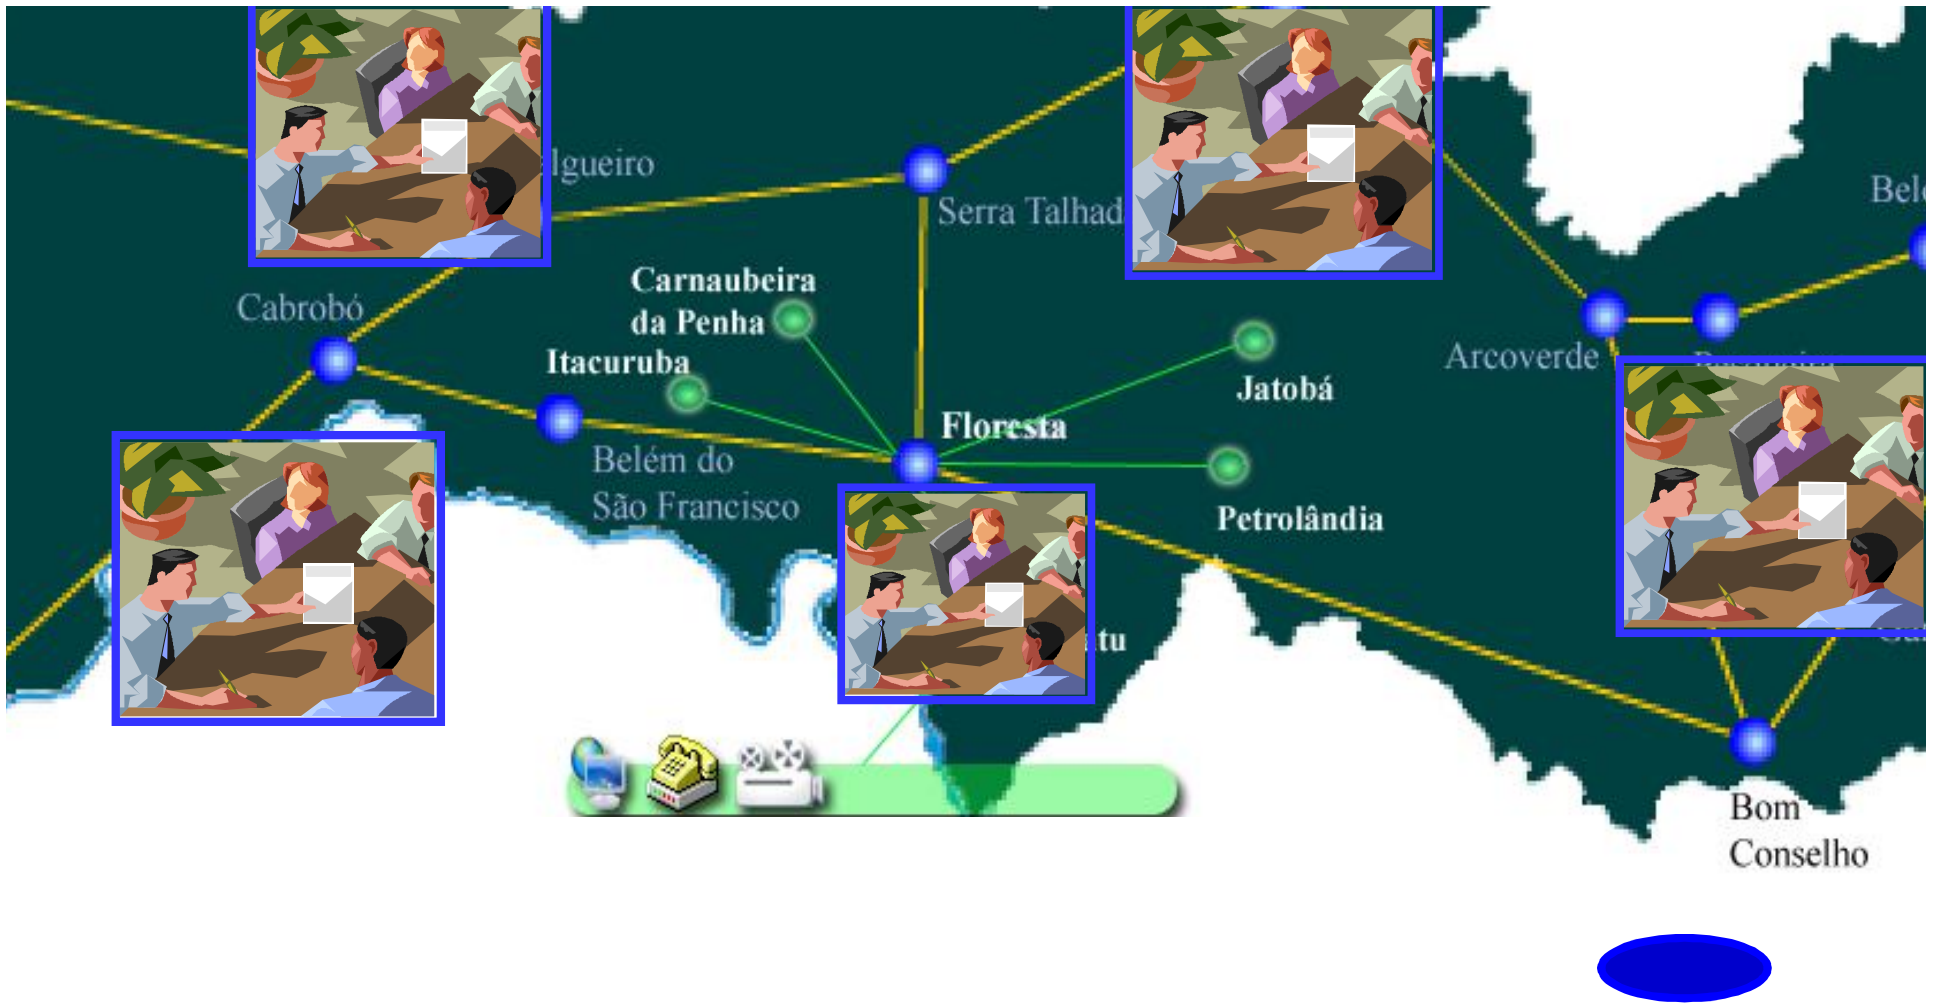 lgueiro
Serra Talhad
Belo
Carnaubeira
da Penha
Cabrobó
Itacuruba
Arcoverde
Jatobá
Floresta
Belém do
São Francisco
Petrolândia
tu
Bom
Conselho